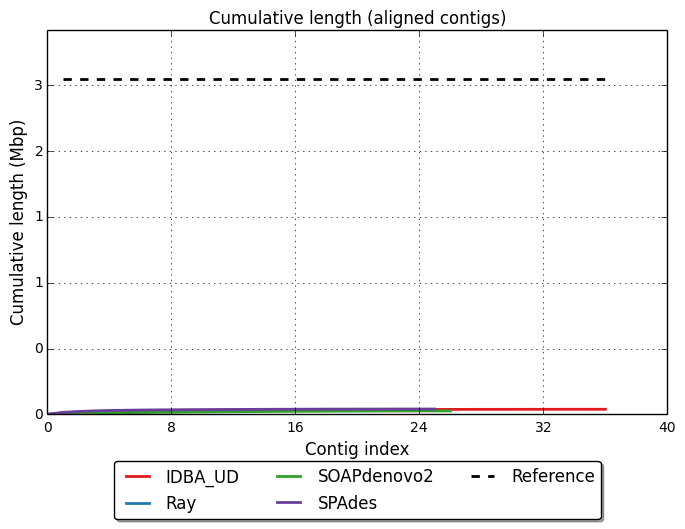 Cumulative length (aligned contigs)
Cumulative length (Mbp)
3
2
1
1
0
0
0 8 16 24 32 40
Contig index
IDBA_UD SOAPdenovo2 Reference
Ray SPAdes